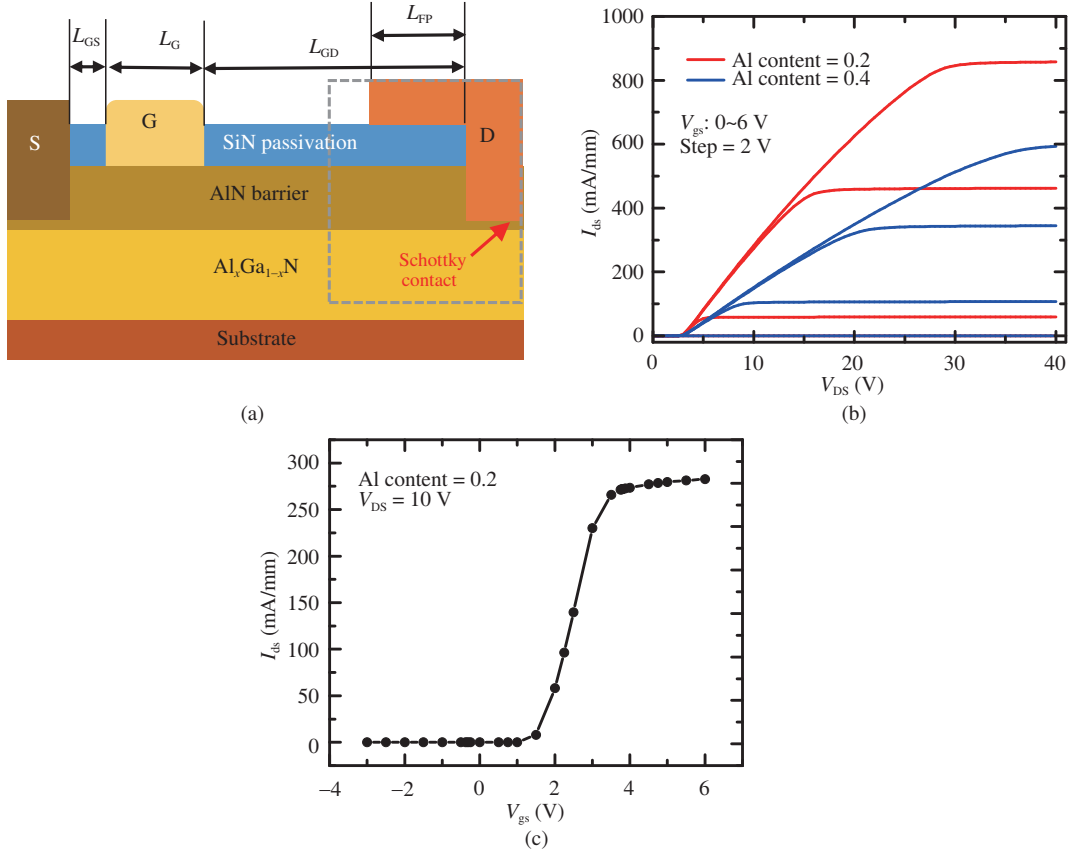 L_GS
L_G
L_GD
L_FP
S
G
SiN passivation
D
AlN barrier
Schottky
contact
Al_xGa_1−xN
Substrate
(a)
1000
800
600
400
200
0
I_ds (mA/mm)
Al content = 0.2
Al content = 0.4
V_gs: 0~6 V
Step = 2 V
0 10 20 30 40
V_DS (V)
(b)
300
250
200
150
100
50
0
I_ds (mA/mm)
Al content = 0.2
V_DS = 10 V
−4 −2 0 2 4 6
V_gs (V)
(c)